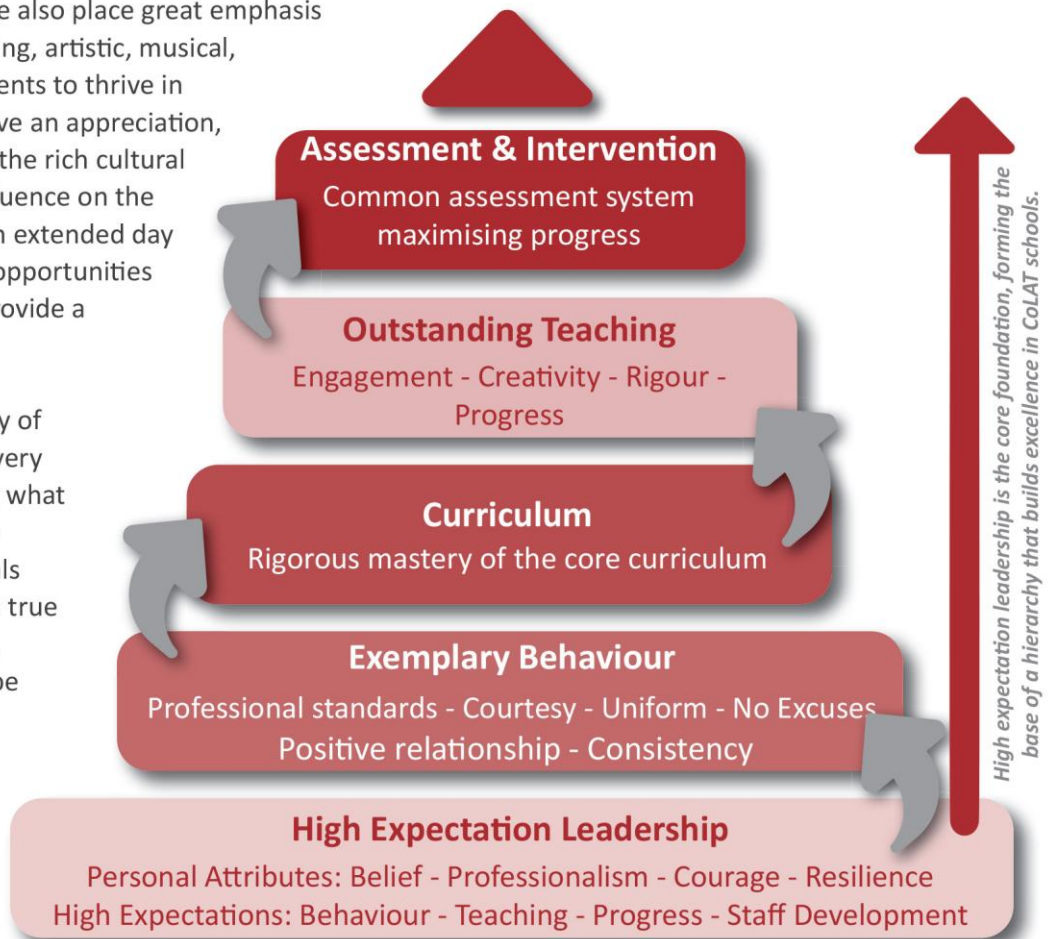 e also place great emphasis
ing, artistic, musical,
ents to thrive in
ve an appreciation,
the rich cultural
uence on the
n extended day
opportunities
rovide a
y of
very
what
ls
true
be
Assessment & Intervention
Common assessment system
maximising progress
Outstanding Teaching
Engagement - Creativity - Rigour -
Progress
Curriculum
Rigorous mastery of the core curriculum
Exemplary Behaviour
Professional standards - Courtesy - Uniform - No Excuses
Positive relationship - Consistency
High Expectation Leadership
Personal Attributes: Belief - Professionalism - Courage - Resilience
High Expectations: Behaviour - Teaching - Progress - Staff Development
High expectation leadership is the core foundation, forming the
base of a hierarchy that builds excellence in CoLAT schools.